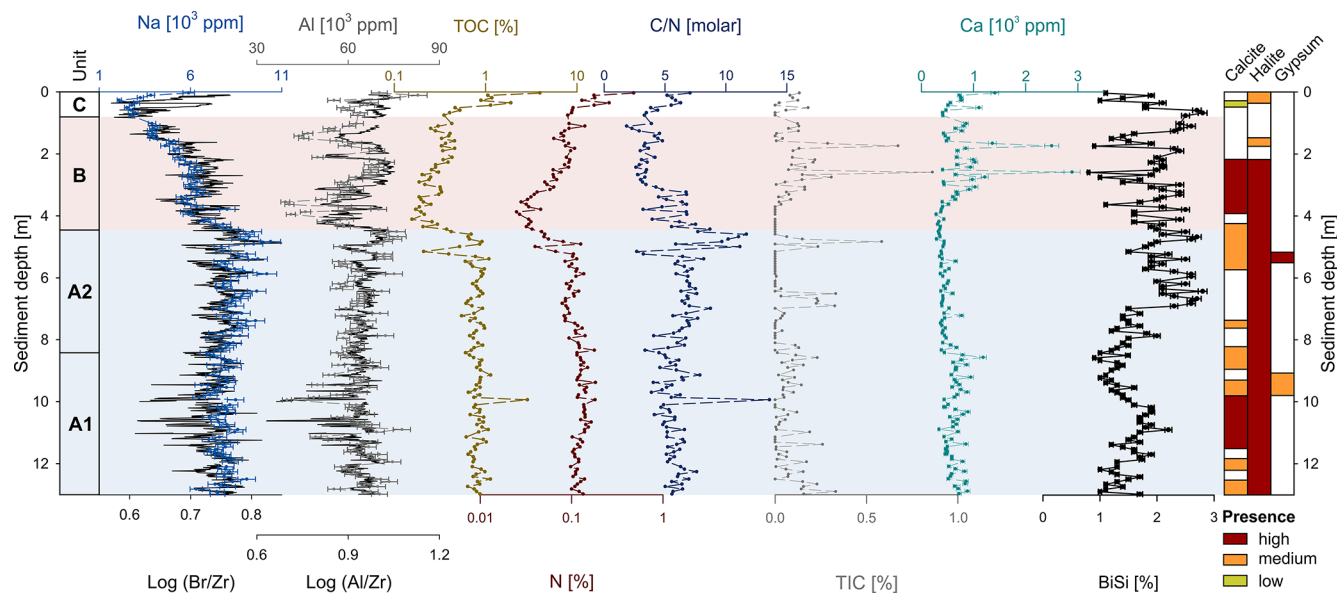 Na [10³ ppm]
Al [10³ ppm]
TOC [%]
C/N [molar]
Ca [10³ ppm]
Unit
Calcite
Halite
Gypsum
30 60 90
1 6 11
0.1 1 10
0 5 10 15
0 1 2 3
C
B
A2
A1
Sediment depth [m]
0
2
4
6
8
10
12
0
2
4
6
8
10
12
Sediment depth [m]
0.6 0.7 0.8
0.01 0.1 1
0.0 0.5 1.0
0 1 2 3
0.6 0.9 1.2
Log (Br/Zr)
Log (Al/Zr)
N [%]
TIC [%]
BiSi [%]
Presence
high
medium
low